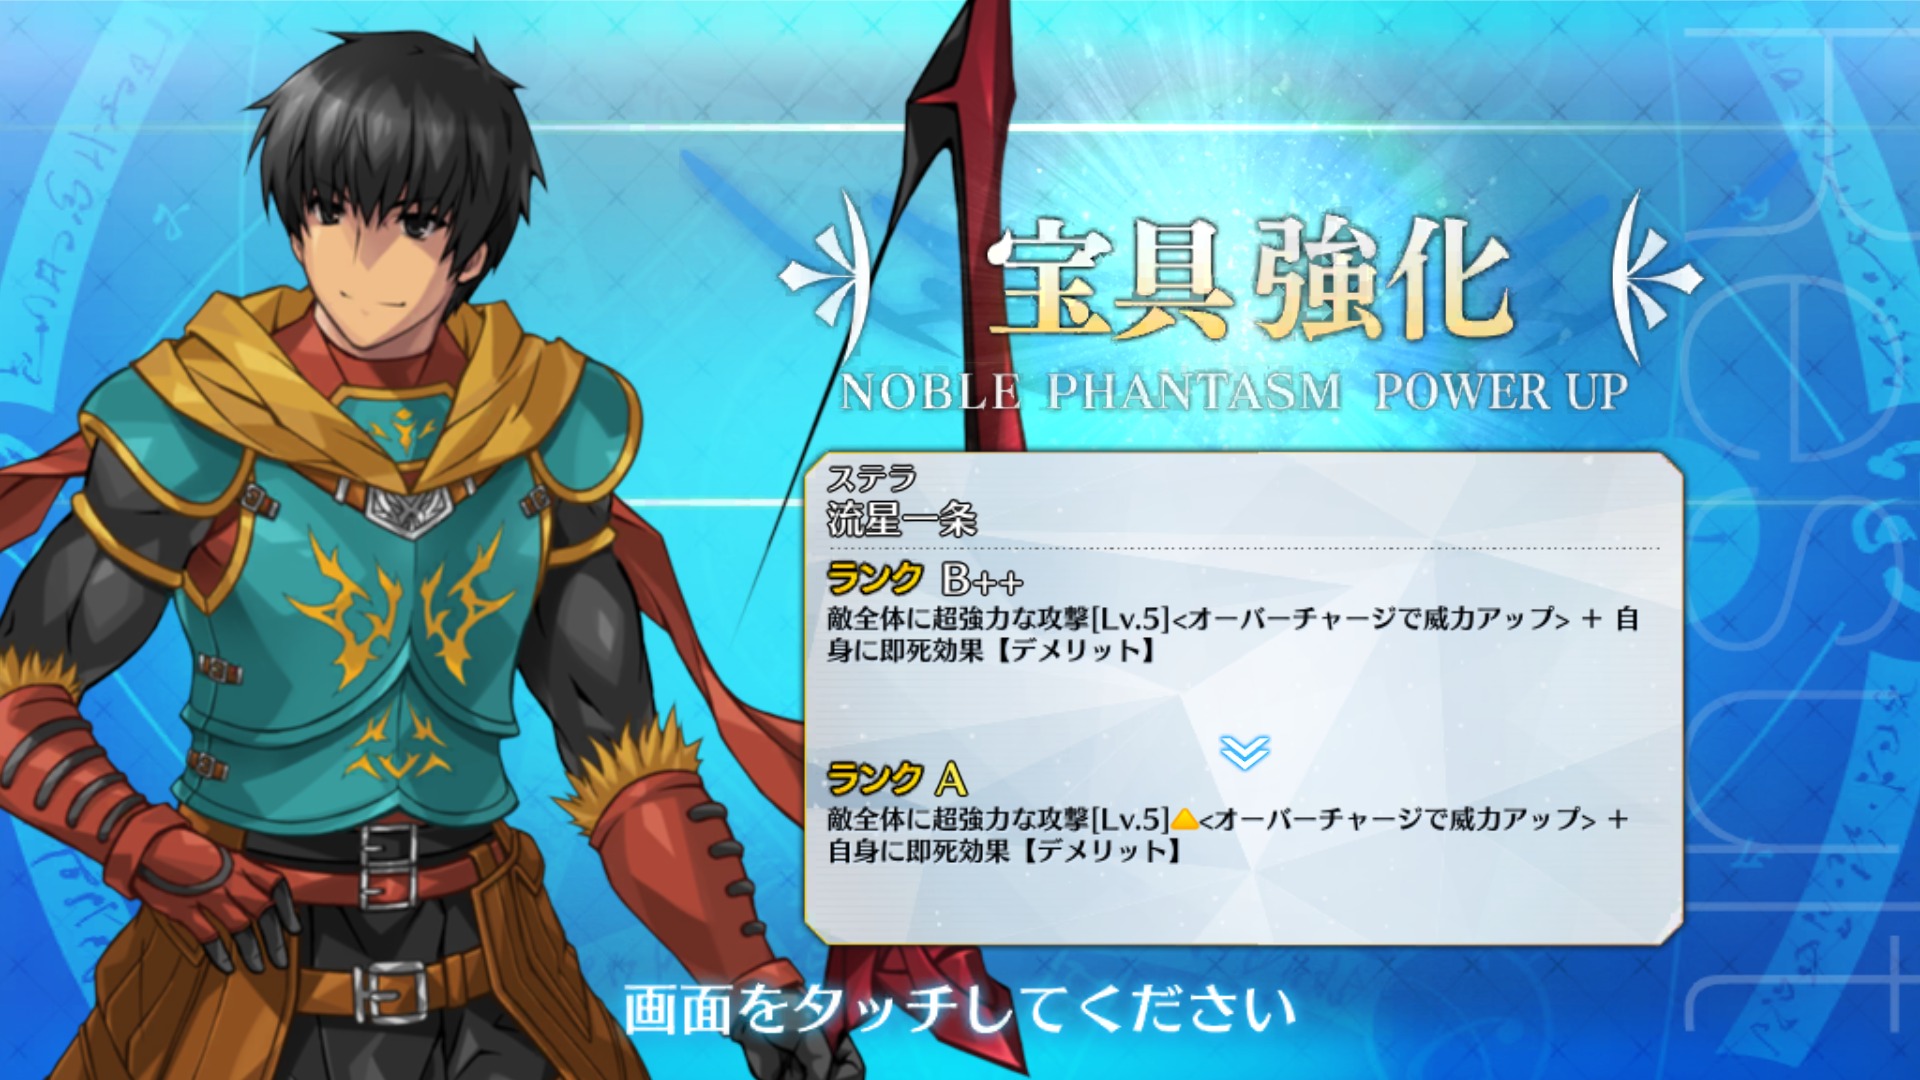 宝具強化
NOBLE PHANTASM POWER UP
ステラ
流星一条
ランク B++
敵全体に超強力な攻撃[Lv.5]<オーバーチャージで威力アップ> ＋ 自
身に即死効果【デメリット】
ランク A
敵全体に超強力な攻撃[Lv.5]▲<オーバーチャージで威力アップ> ＋
自身に即死効果【デメリット】
画面をタッチしてください
Result